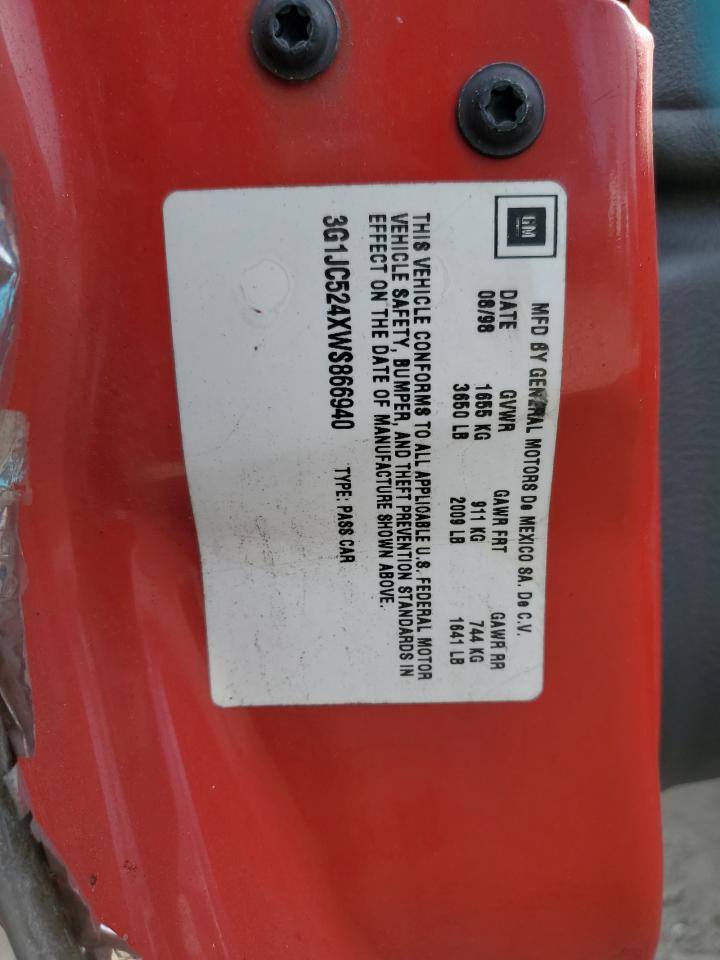 GM
MFD BY GENERAL MOTORS De MEXICO SA. De C.V.
DATE GVWR GAWR FRT GAWR RR
08/98 1655 KG 911 KG 744 KG
3650 LB 2009 LB 1641 LB
THIS VEHICLE CONFORMS TO ALL APPLICABLE U.S. FEDERAL MOTOR
VEHICLE SAFETY, BUMPER, AND THEFT PREVENTION STANDARDS IN
EFFECT ON THE DATE OF MANUFACTURE SHOWN ABOVE.
3G1JC524XWS866940 TYPE: PASS CAR